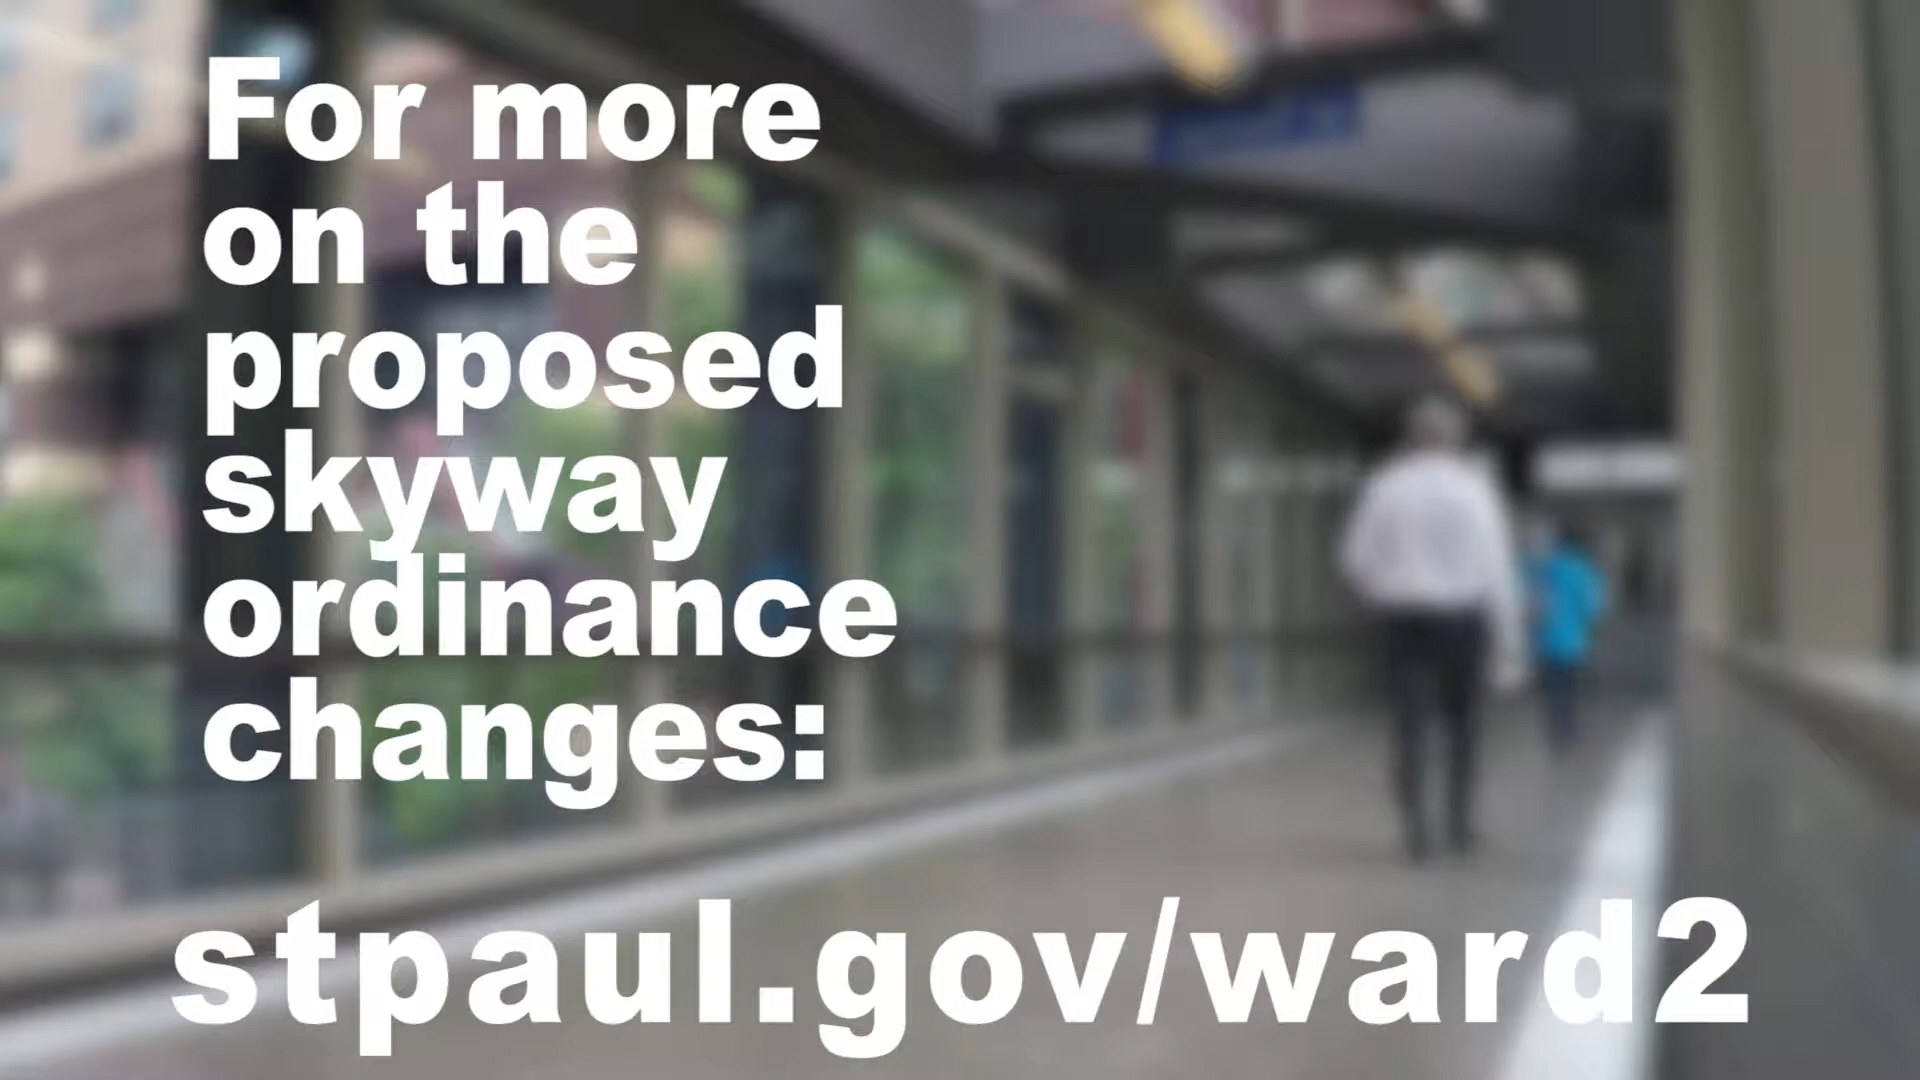 For more
on the
proposed
skyway
ordinance
changes:
stpaul.gov/ward2